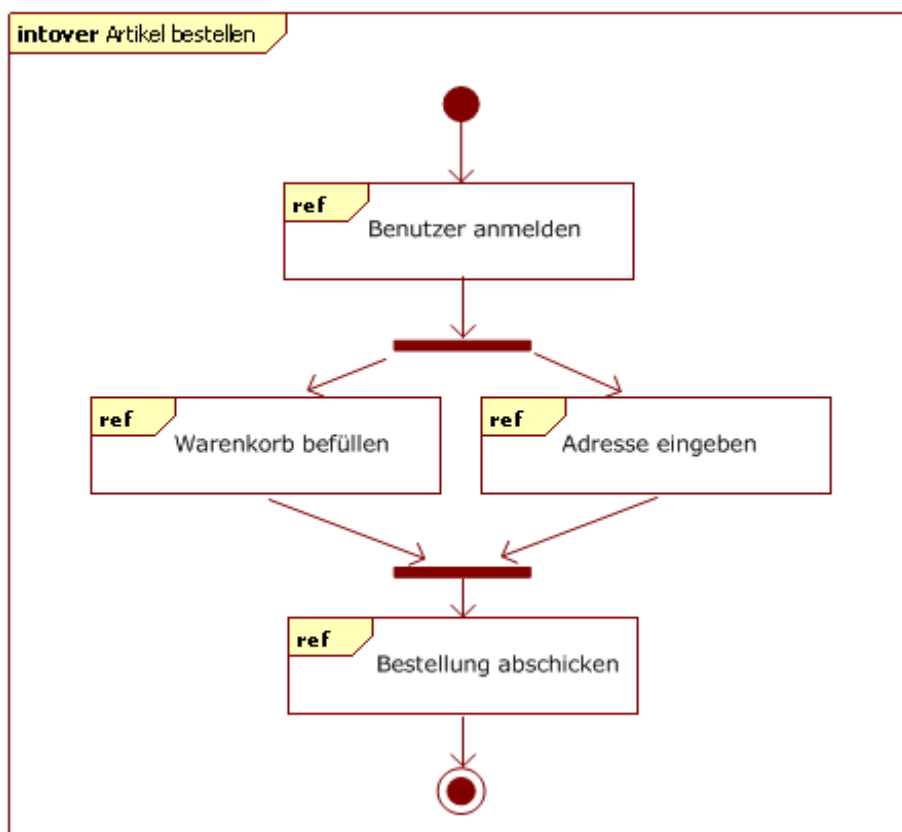 intover Artikel bestellen
ref
Benutzer anmelden
ref
Warenkorb befüllen
ref
Adresse eingeben
ref
Bestellung abschicken